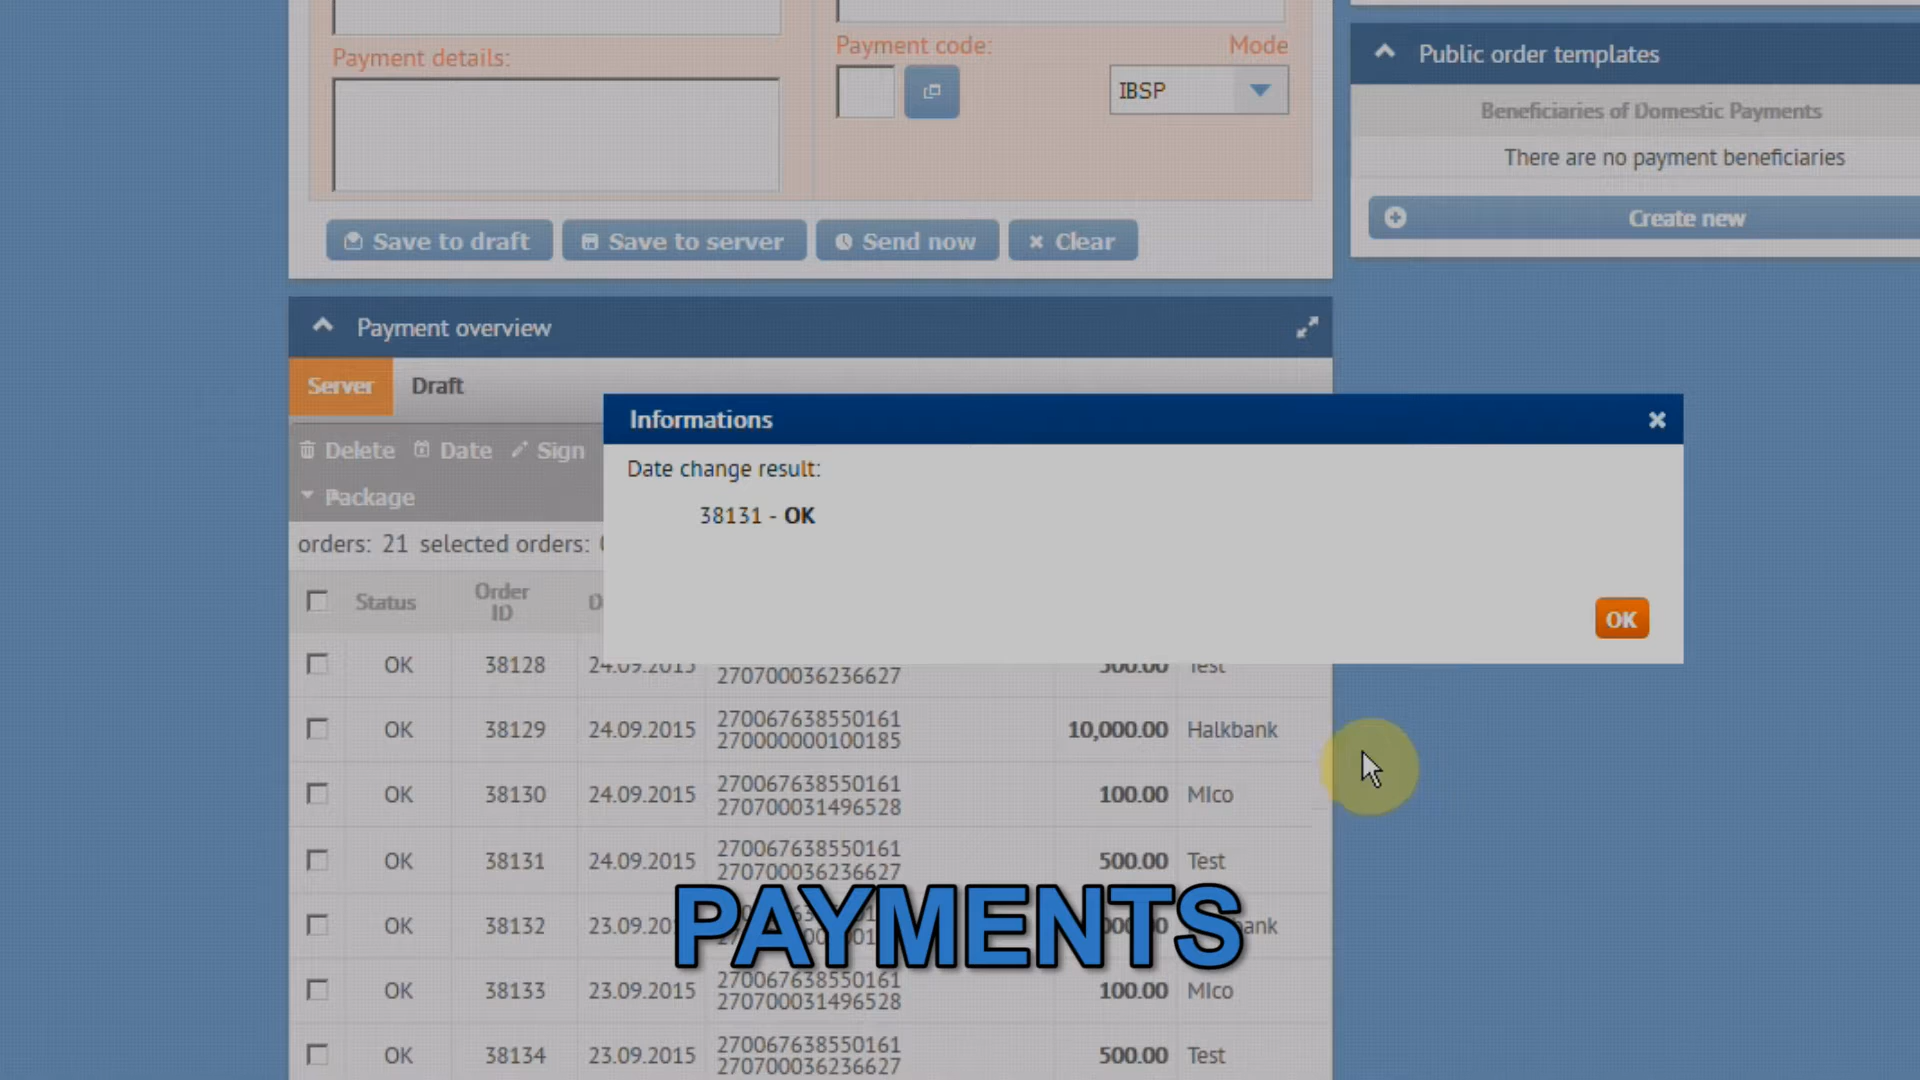 Payment details:
Payment code:
Mode
IBSP
Save to draft
Save to server
Send now
Clear
Public order templates
Beneficiaries of Domestic Payments
There are no payment beneficiaries
Create new
Payment overview
Server Draft
Delete Date Sign
Package
orders: 21 selected orders:
Informations
Date change result:
38131 - OK
OK
Status Order ID
OK 38128 24.09.2015 270700036236627 500.00 Test
OK 38129 24.09.2015 270067638550161 10,000.00 Halkbank
270000000100185
OK 38130 24.09.2015 270067638550161 100.00 MIco
270700031496528
OK 38131 24.09.2015 270067638550161 500.00 Test
270700036236627
OK 38132
PAYMENTS
OK 38133 23.09.2015 270067638550161 100.00 MIco
270700031496528
OK 38134 23.09.2015 270067638550161 500.00 Test
270700036236627